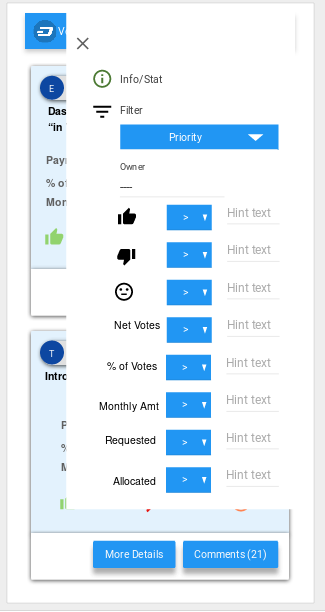 V
Info/Stat
Filter
Priority
Owner
E
Das
"in
Payn
% of
Mon
> Hint text
> Hint text
> Hint text
Net Votes > Hint text
% of Votes > Hint text
Monthly Amt > Hint text
Requested > Hint text
Allocated > Hint text
T
Intro
P
%
M
More Details
Comments (21)